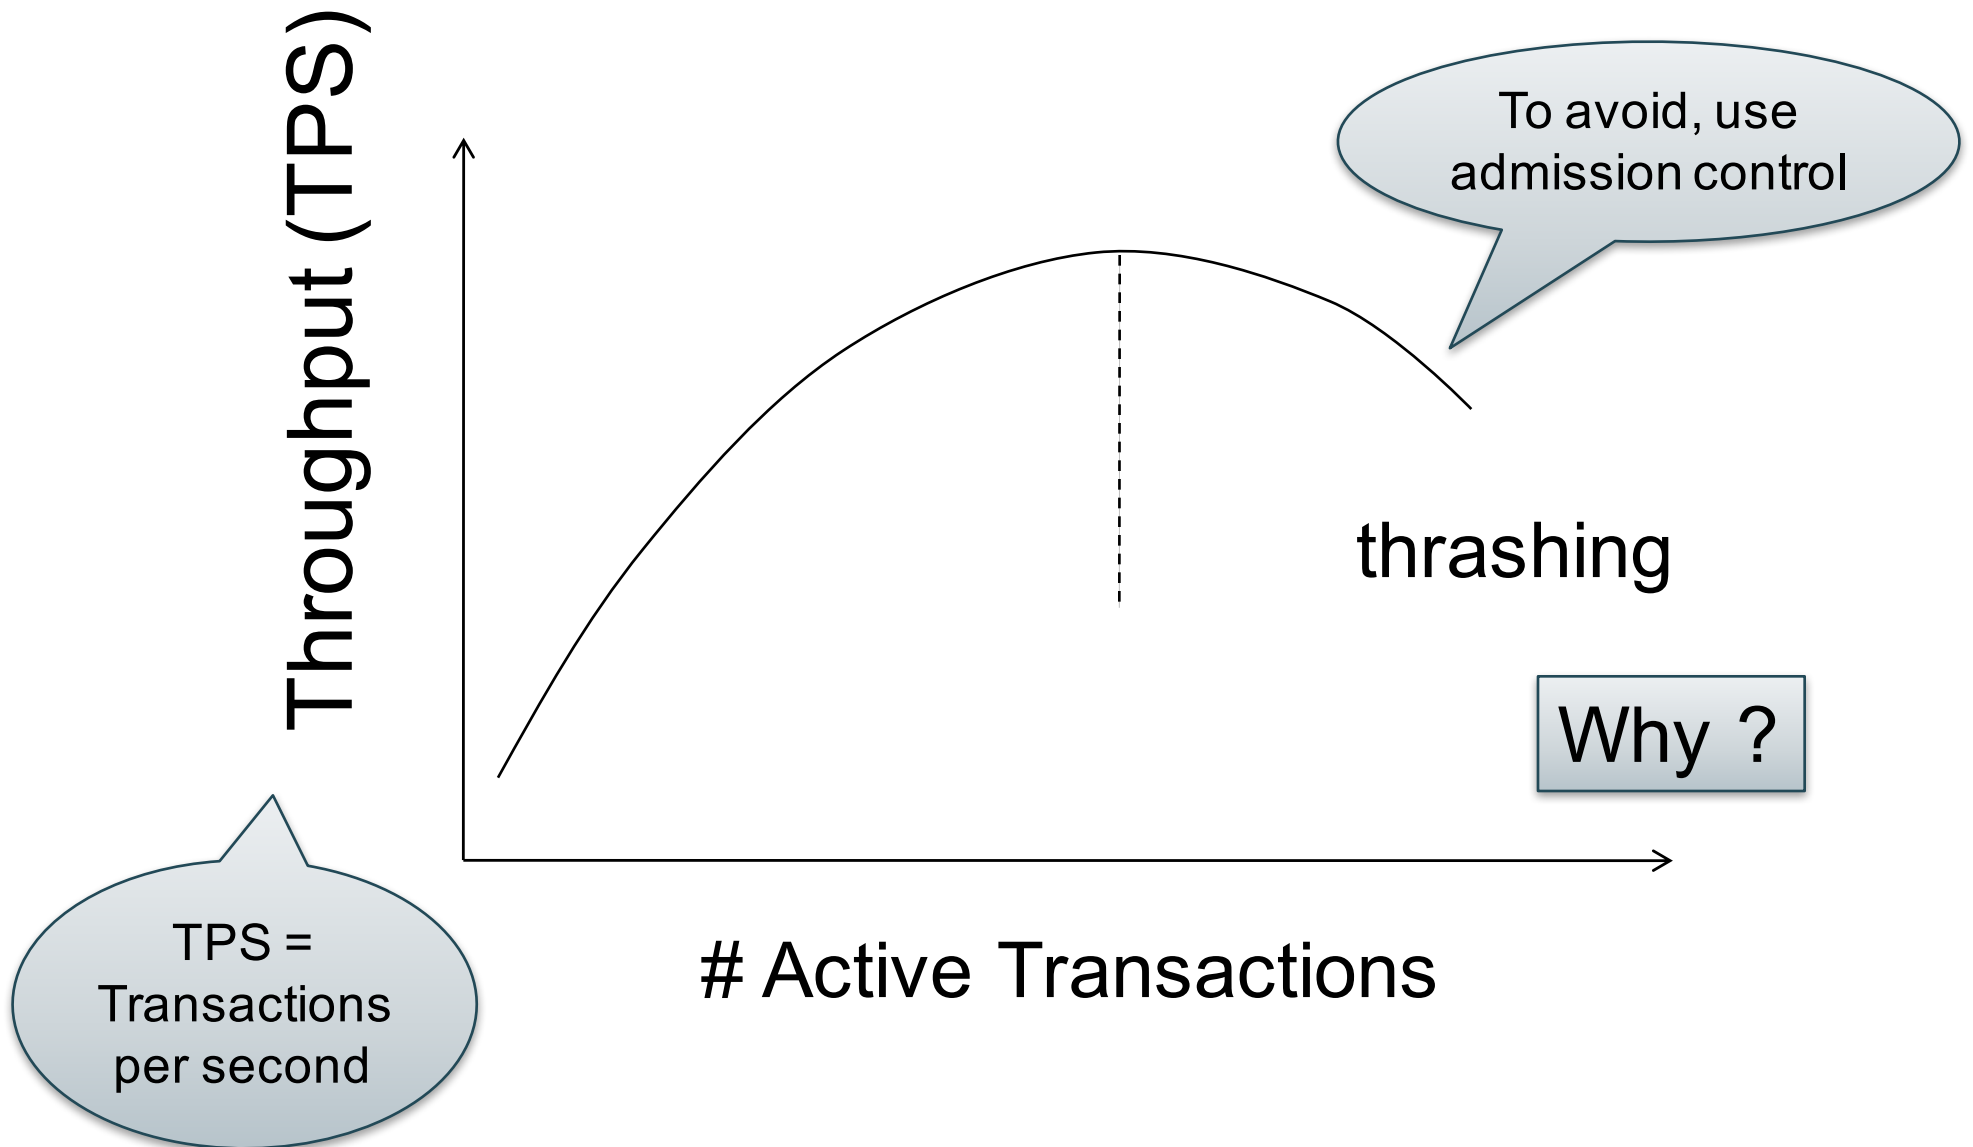 Throughput (TPS)
To avoid, use
admission control
thrashing
Why ?
TPS =
Transactions
per second
# Active Transactions